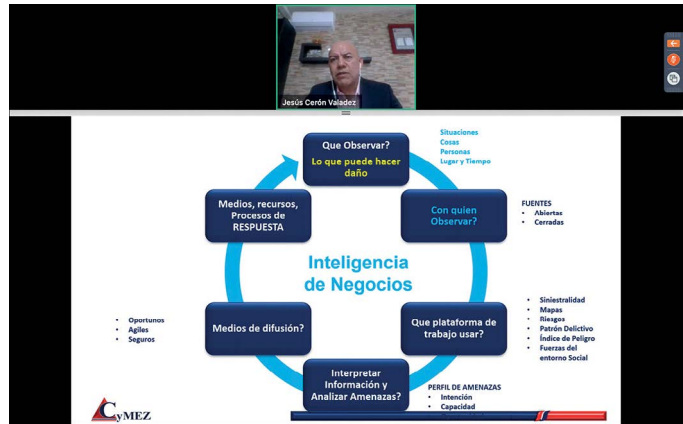 Jesús Cerón Valadez
Que Observar?
Lo que puede hacer
daño
Situaciones
Cosas
Personas
Lugar y Tiempo
Con quien
Observar?
FUENTES
• Abiertas
• Cerradas
Que plataforma de
trabajo usar?
• Siniestralidad
• Mapas
• Riesgos
• Patrón Delictivo
• Índice de Peligro
• Fuerzas del
entorno Social
Interpretar
Información y
Analizar Amenazas?
PERFIL DE AMENAZAS
• Intención
• Capacidad
Medios de difusión?
• Oportunos
• Agiles
• Seguros
Medios, recursos,
Procesos de
RESPUESTA
Inteligencia
de Negocios
CyMEZ